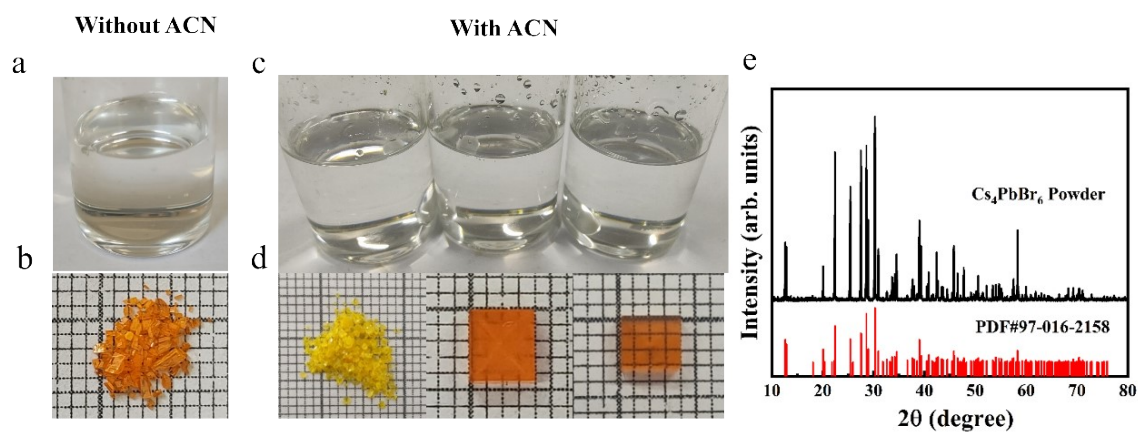 Without ACN
With ACN
a
c
e
b
d
Intensity (arb. units)
Cs₄PbBr₆ Powder
PDF#97-016-2158
10 20 30 40 50 60 70 80
2θ (degree)